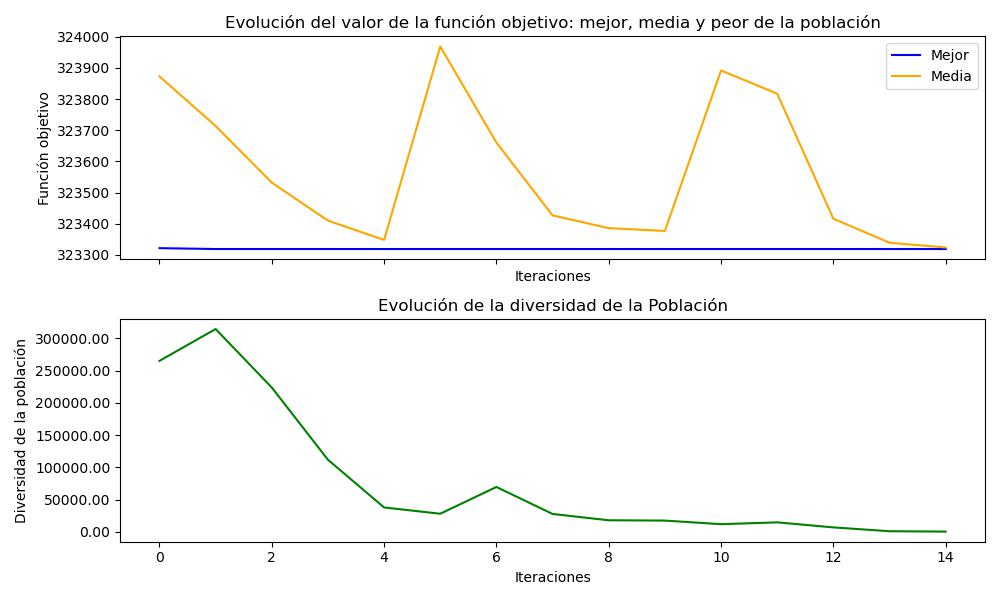 Evolución del valor de la función objetivo: mejor, media y peor de la población
324000
323900
323800
323700
323600
323500
323400
323300
Función objetivo
Mejor
Media
Iteraciones
Evolución de la diversidad de la Población
300000.00
250000.00
200000.00
150000.00
100000.00
50000.00
0.00
Diversidad de la población
0 2 4 6 8 10 12 14
Iteraciones